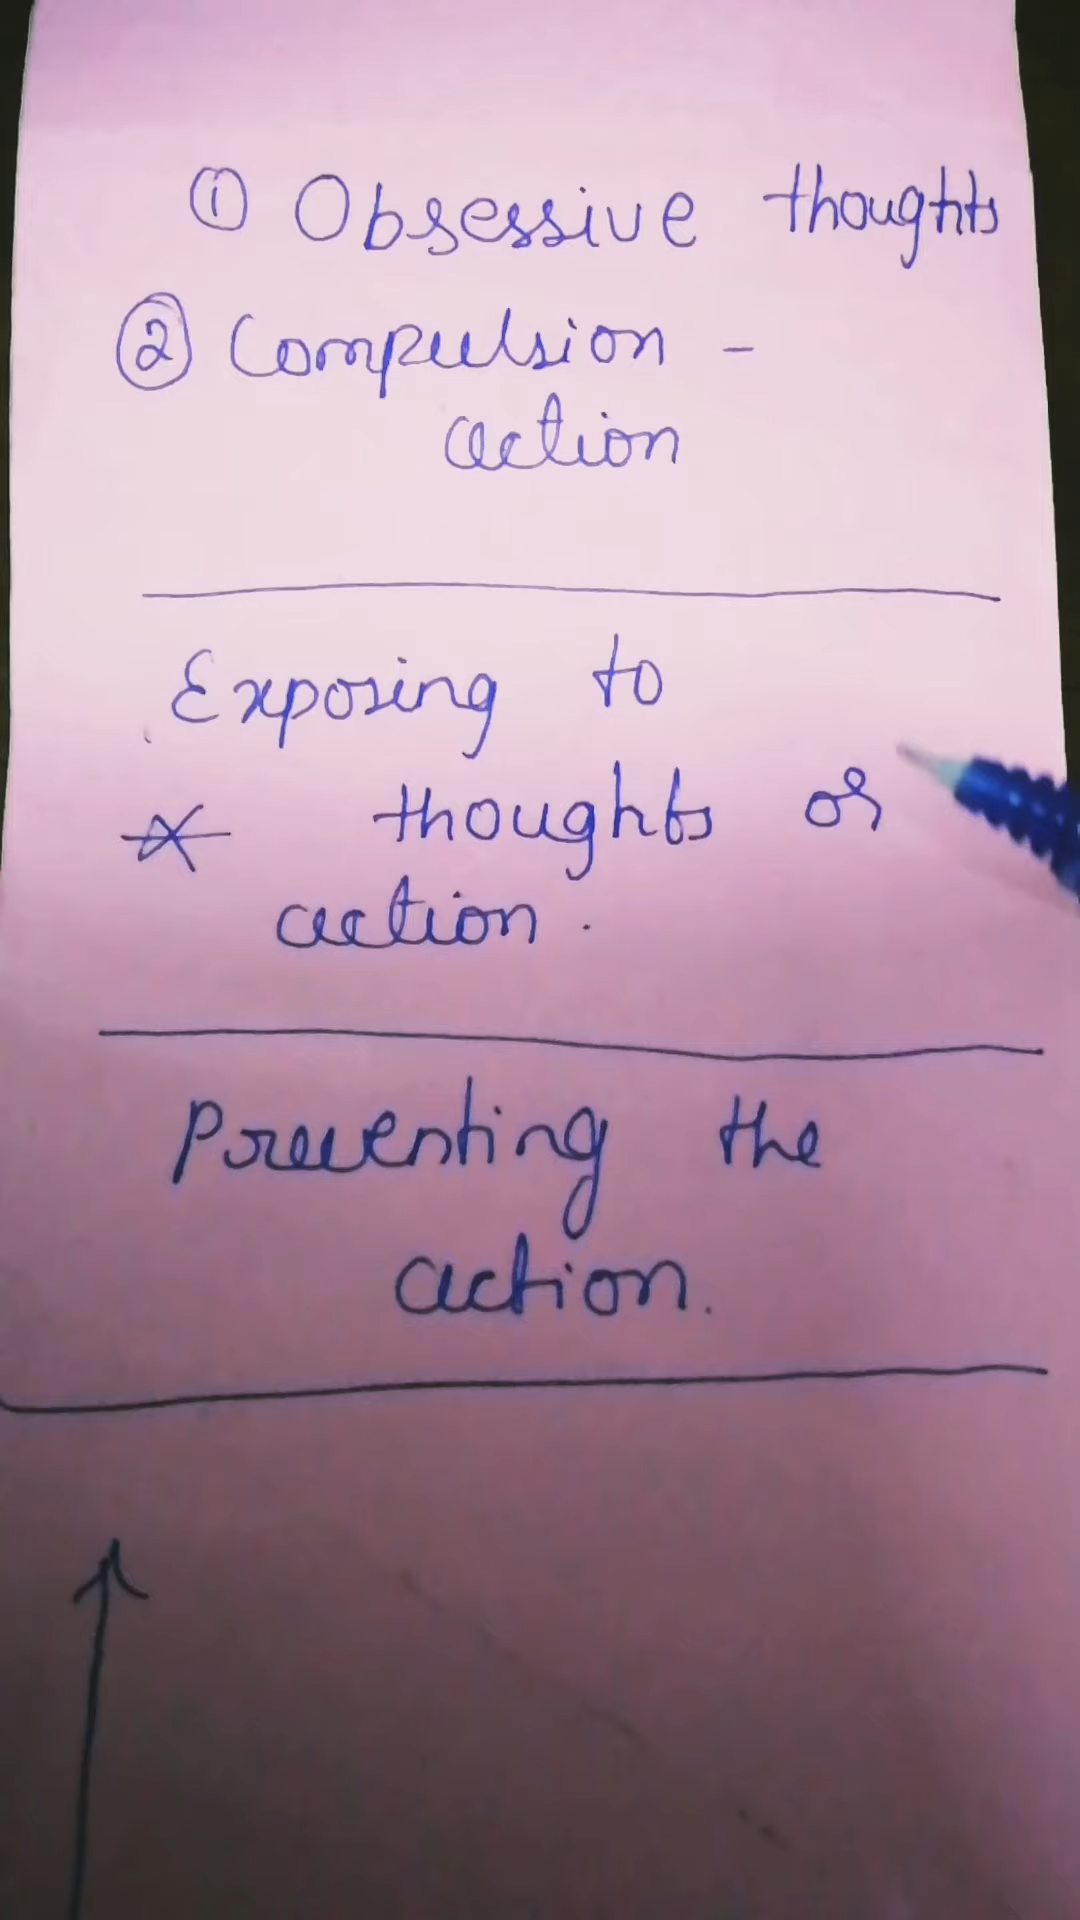 ① Obsessive thoughts
② Compulsion -
action
Exposing to
* thoughts or
action.
Preventing the
action.